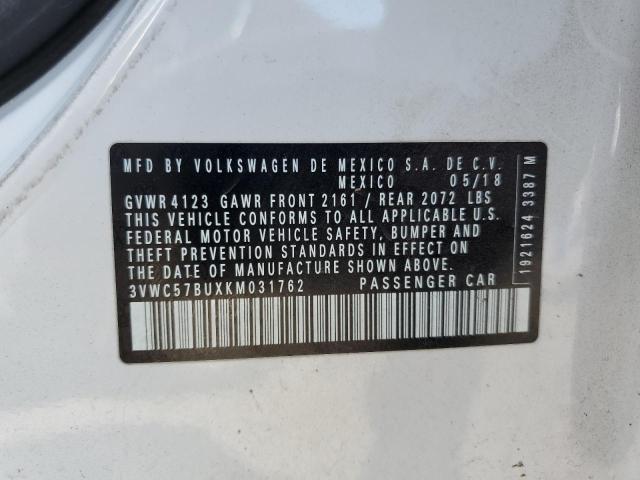 MFD BY VOLKSWAGEN DE MEXICO S.A. DE C.V.
MEXICO 05/18
GVWR 4123 GAWR FRONT 2161 / REAR 2072 LBS
THIS VEHICLE CONFORMS TO ALL APPLICABLE U.S.
FEDERAL MOTOR VEHICLE SAFETY, BUMPER AND
THEFT PREVENTION STANDARDS IN EFFECT ON
THE DATE OF MANUFACTURE SHOWN ABOVE.
3VWC57BUXKM031762 PASSENGER CAR
1921624 3387 M